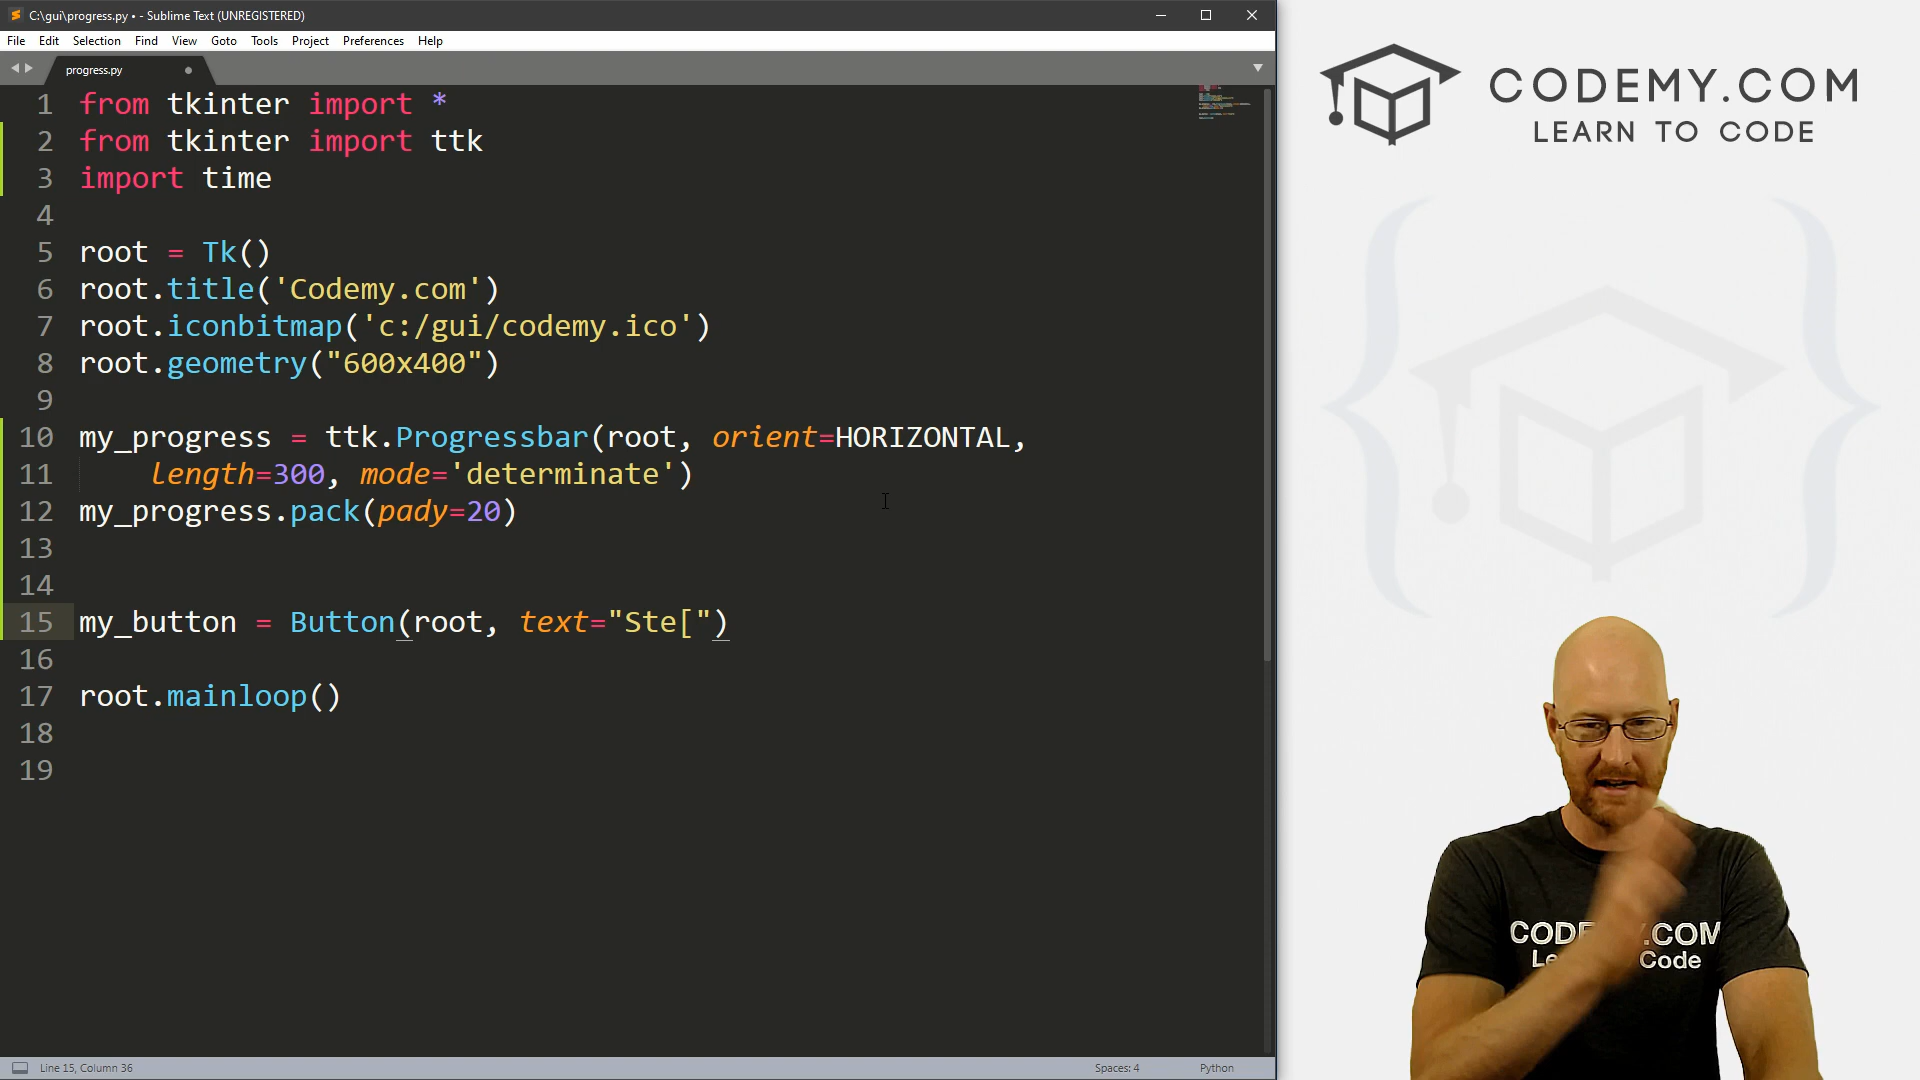 C:\gui\progress.py • - Sublime Text (UNREGISTERED)
File Edit Selection Find View Goto Tools Project Preferences Help
progress.py
1 from tkinter import *
2 from tkinter import ttk
3 import time
4
5 root = Tk()
6 root.title('Codemy.com')
7 root.iconbitmap('c:/gui/codemy.ico')
8 root.geometry("600x400")
9
10 my_progress = ttk.Progressbar(root, orient=HORIZONTAL,
11 length=300, mode='determinate')
12 my_progress.pack(pady=20)
13
14
15 my_button = Button(root, text="Ste[")
16
17 root.mainloop()
18
19
Line 15, Column 36
Spaces: 4
Python
CODEMY.COM
LEARN TO CODE
.COM
Code